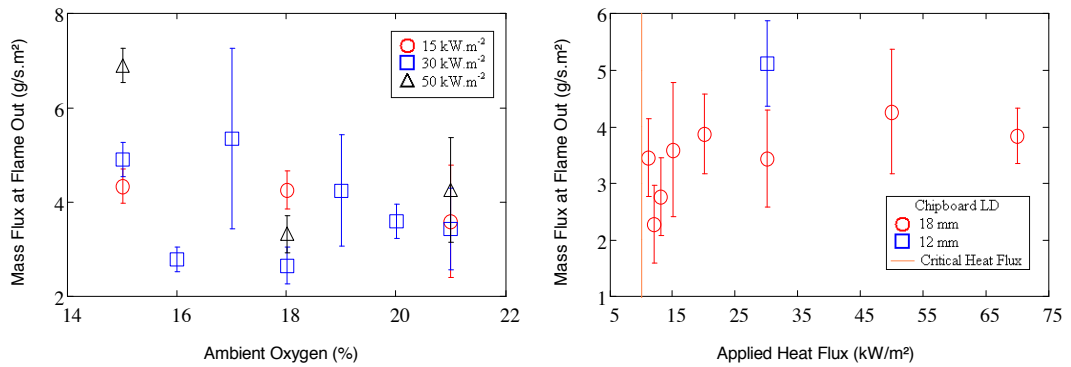 Mass Flux at Flame Out (g/s.m²)
8
6
4
2
14
16
18
20
22
Ambient Oxygen (%)
15 kW.m⁻²
30 kW.m⁻²
50 kW.m⁻²
Mass Flux at Flame Out (g/s.m²)
6
5
4
3
2
1
5
15
25
35
45
55
65
75
Applied Heat Flux (kW/m²)
Chipboard LD
18 mm
12 mm
Critical Heat Flux